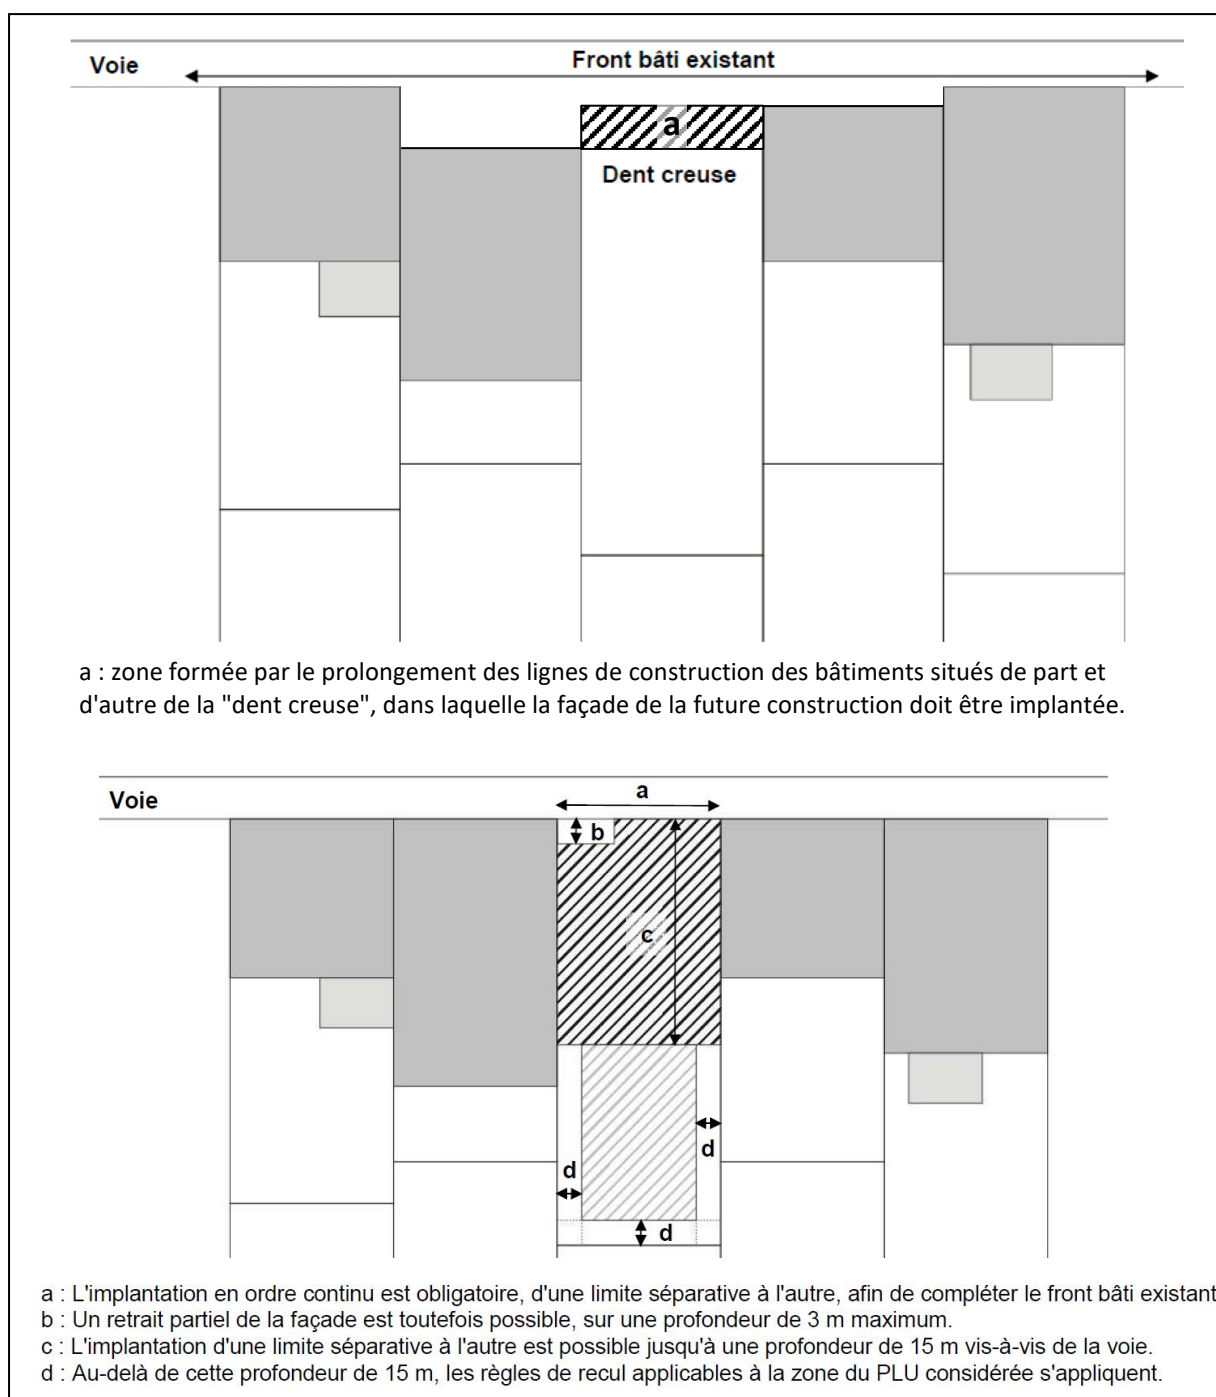 Voie
Front bâti existant
a
Dent creuse
a : zone formée par le prolongement des lignes de construction des bâtiments situés de part et
d'autre de la "dent creuse", dans laquelle la façade de la future construction doit être implantée.
Voie
a
b
c
d
d
d
a : L'implantation en ordre continu est obligatoire, d'une limite séparative à l'autre, afin de compléter le front bâti existant
b : Un retrait partiel de la façade est toutefois possible, sur une profondeur de 3 m maximum.
c : L'implantation d'une limite séparative à l'autre est possible jusqu'à une profondeur de 15 m vis-à-vis de la voie.
d : Au-delà de cette profondeur de 15 m, les règles de recul applicables à la zone du PLU considérée s'appliquent.